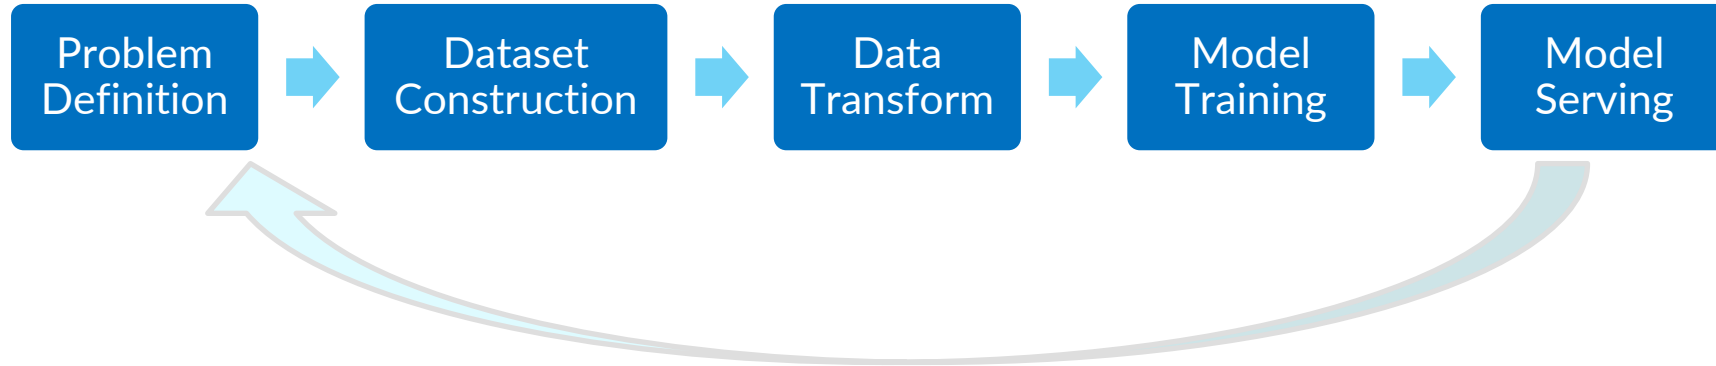 Problem
Definition
Dataset
Construction
Data
Transform
Model
Training
Model
Serving